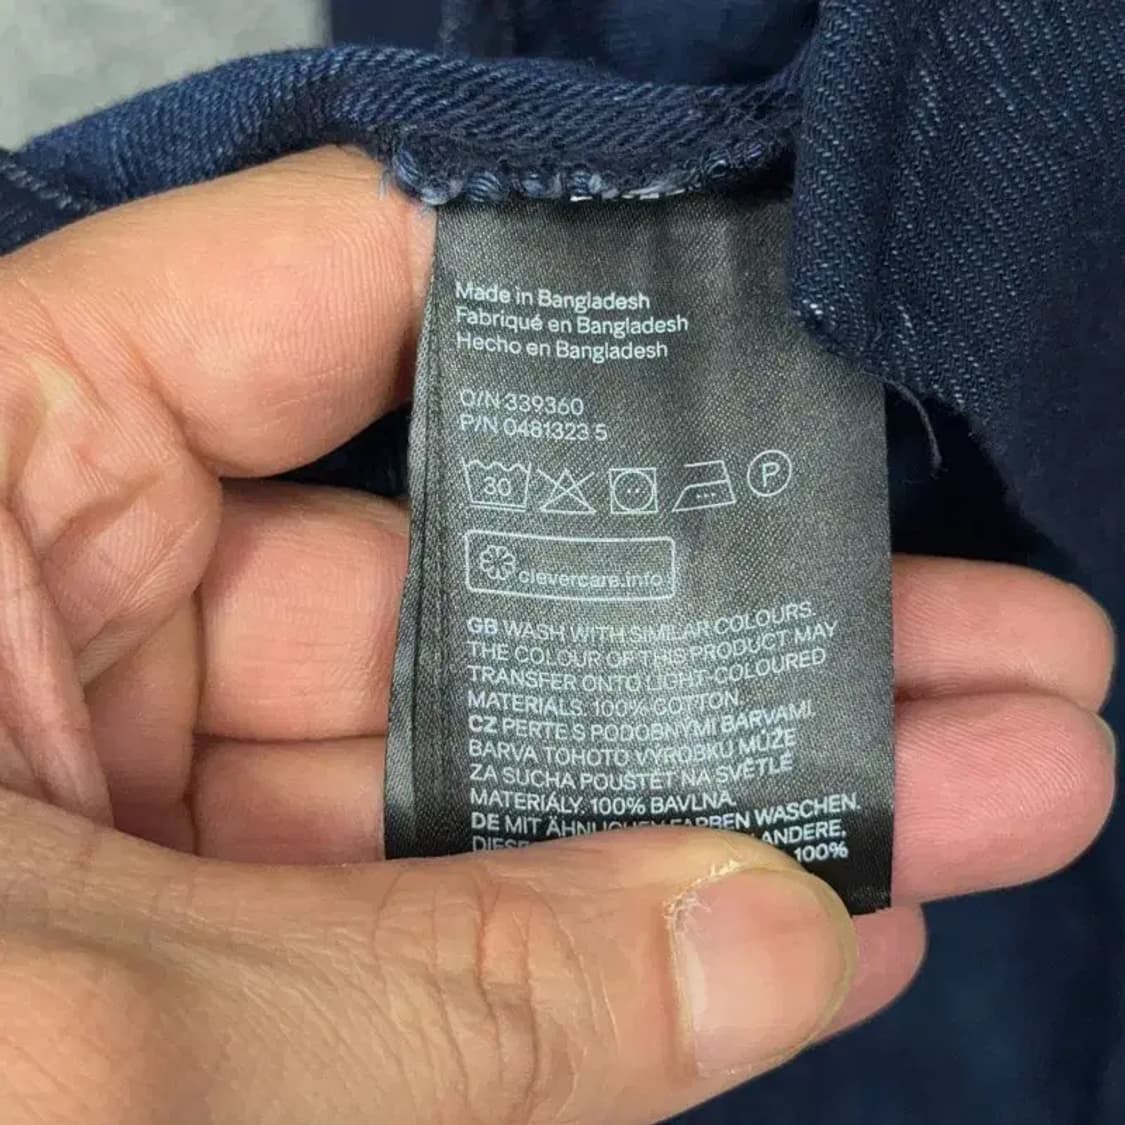 Made in Bangladesh
Fabriqué en Bangladesh
Hecho en Bangladesh
O/N 339360
P/N 0481323 5
30
P
clevercare.info
GB WASH WITH SIMILAR COLOURS.
THE COLOUR OF THIS PRODUCT MAY
TRANSFER ONTO LIGHT-COLOURED
MATERIALS. 100% COTTON.
CZ PERTE S PODOBNÝMI BARVAMI.
BARVA TOHOTO VÝROBKU MŮŽE
ZA SUCHA POUŠTĚT NA SVĚTLÉ
MATERIÁLY. 100% BAVLNA.
DE MIT ÄHNLICHEN FARBEN WASCHEN.
ANDERE,
100%